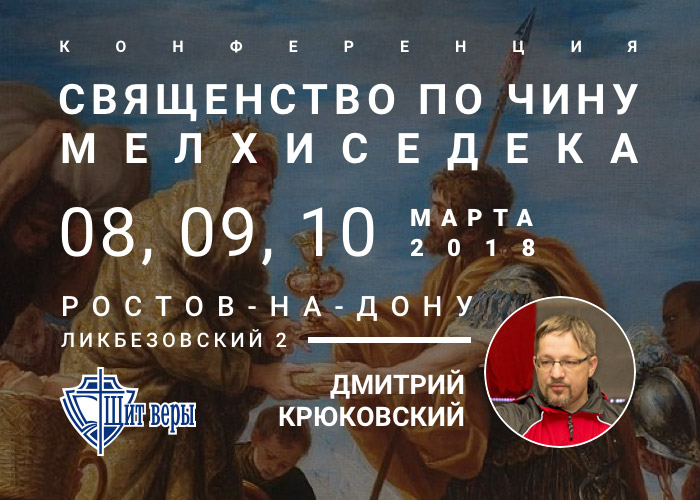 КОНФЕРЕНЦИЯ
СВЯЩЕНСТВО ПО ЧИНУ
МЕЛХИСЕДЕКА
08, 09, 10 МАРТА
2018
РОСТОВ-НА-ДОНУ
ЛИКБЕЗОВСКИЙ 2
Щит веры
ДМИТРИЙ
КРЮКОВСКИЙ